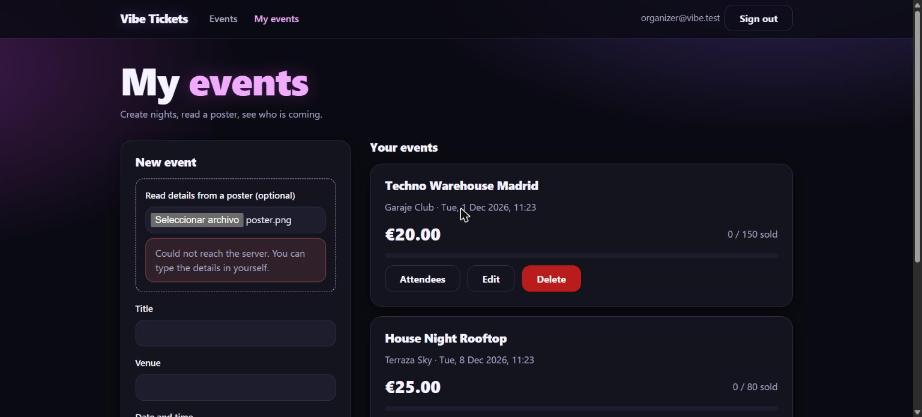 Vibe Tickets Events My events organizer@vibe.test Sign out
My events
Create nights, read a poster, see who is coming.
New event
Read details from a poster (optional)
Seleccionar archivo poster.png
Could not reach the server. You can
type the details in yourself.
Title
Venue
Date and time
Your events
Techno Warehouse Madrid
Garaje Club · Tue, 1 Dec 2026, 11:23
€20.00 0 / 150 sold
Attendees Edit Delete
House Night Rooftop
Terraza Sky · Tue, 8 Dec 2026, 11:23
€25.00 0 / 80 sold